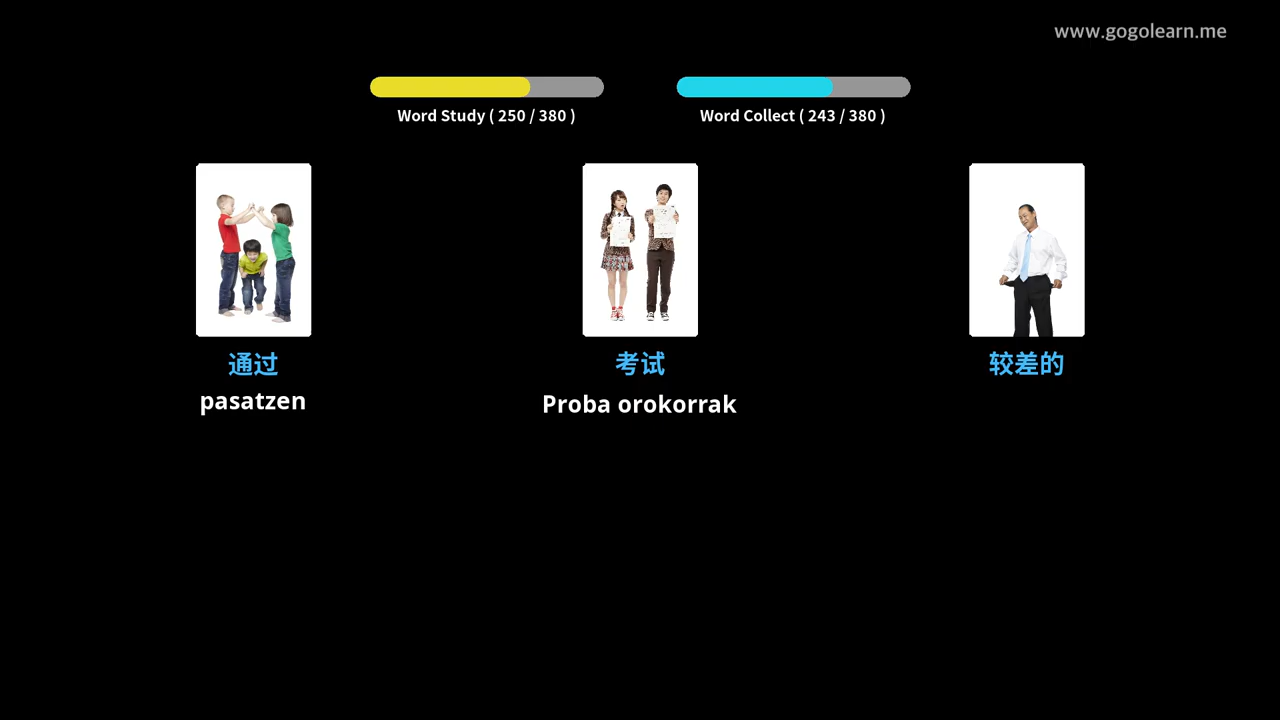 www.gogolearn.me
Word Study ( 250 / 380 )
Word Collect ( 243 / 380 )
通过
考试
较差的
pasatzen
Proba orokorrak